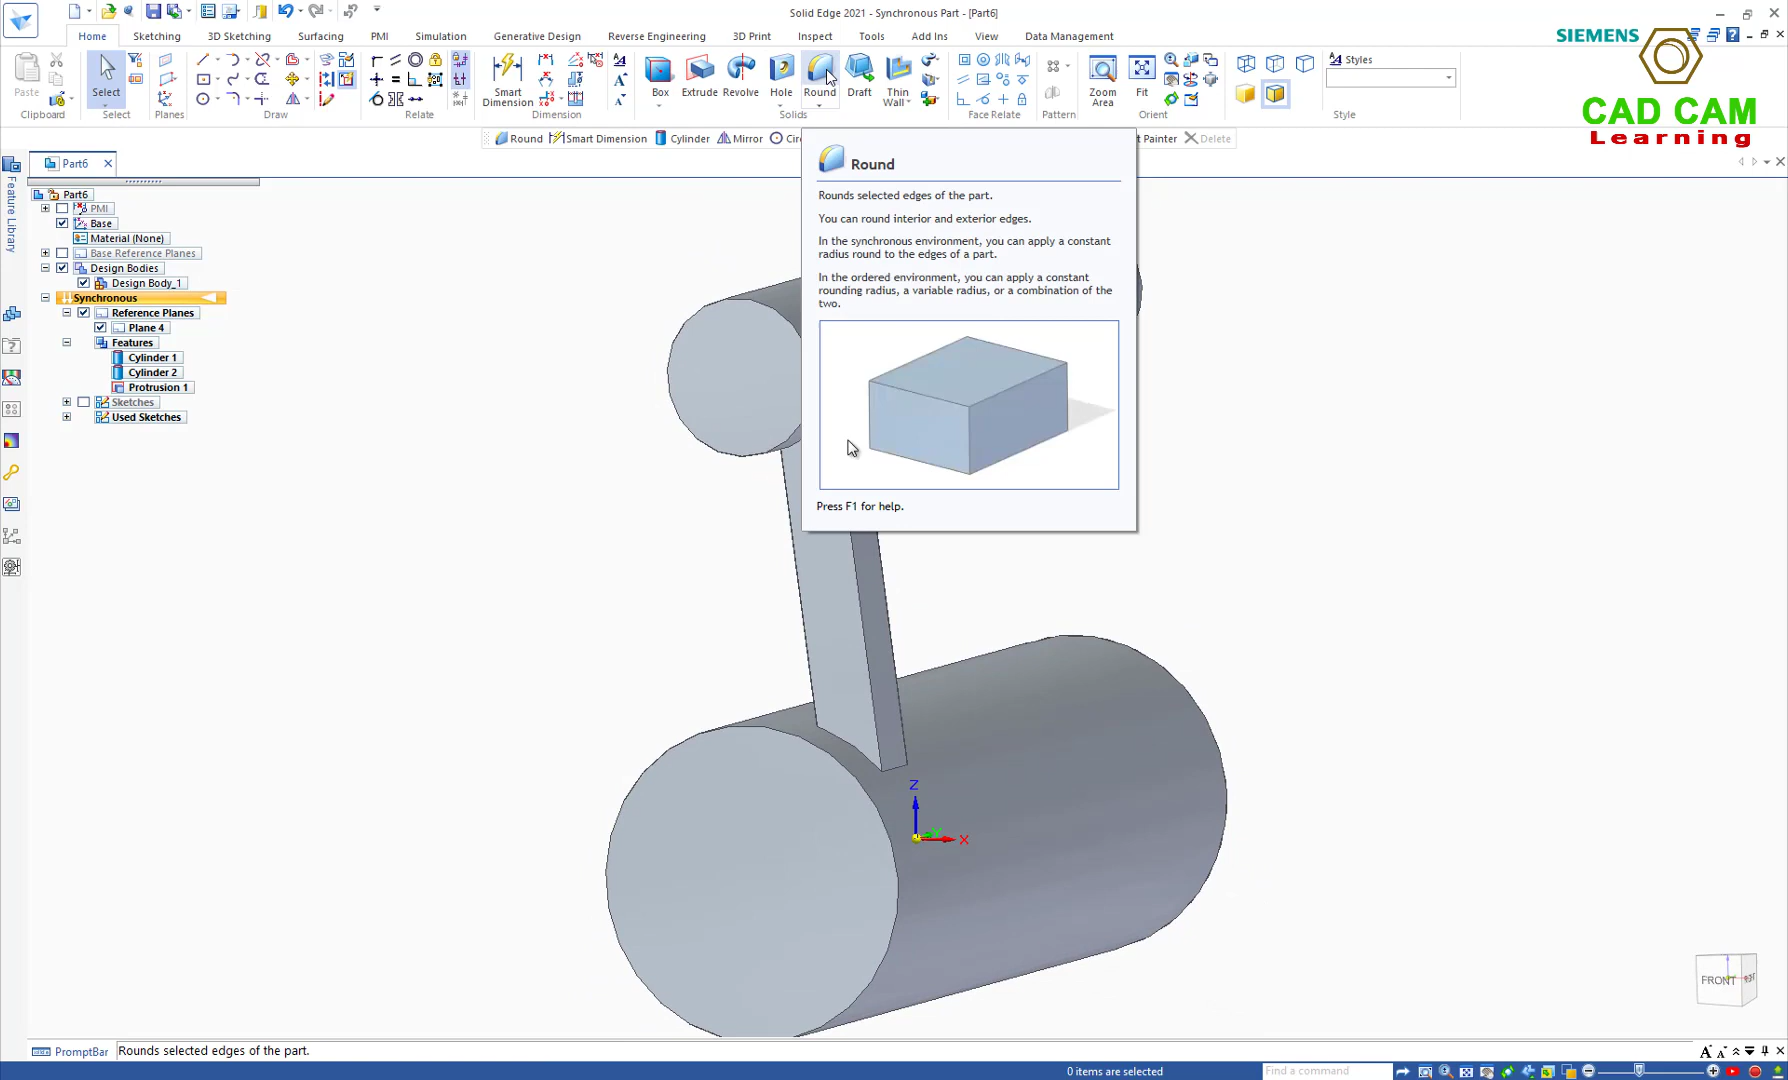 Solid Edge 2021 - Synchronous Part - [Part6]
Home Sketching 3D Sketching Surfacing PMI Simulation Generative Design Reverse Engineering 3D Print Inspect Tools Add Ins View Data Management
SIEMENS
CAD CAM
Learning
Paste Select Smart Dimension Box Extrude Revolve Hole Round Draft Thin Wall Zoom Area Fit Styles
Clipboard Select Planes Draw Relate Dimension Solids Face Relate Pattern Orient Style
Round Smart Dimension Cylinder Mirror Painter Delete
Part6
Feature Library
Part6
PMI
Base
Material (None)
Base Reference Planes
Design Bodies
Design Body_1
Synchronous
Reference Planes
Plane 4
Features
Cylinder 1
Cylinder 2
Protrusion 1
Sketches
Used Sketches
Round
Rounds selected edges of the part.
You can round interior and exterior edges.
In the synchronous environment, you can apply a constant
radius round to the edges of a part.
In the ordered environment, you can apply a constant
rounding radius, a variable radius, or a combination of the
two.
Press F1 for help.
Z
X
FRONT
PromptBar Rounds selected edges of the part.
0 items are selected Find a command